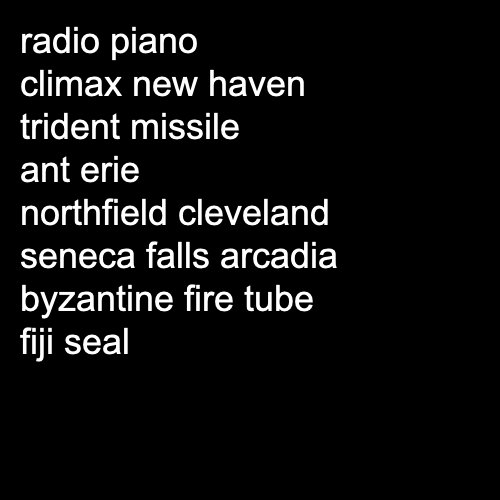 radio piano
climax new haven
trident missile
ant erie
northfield cleveland
seneca falls arcadia
byzantine fire tube
fiji seal